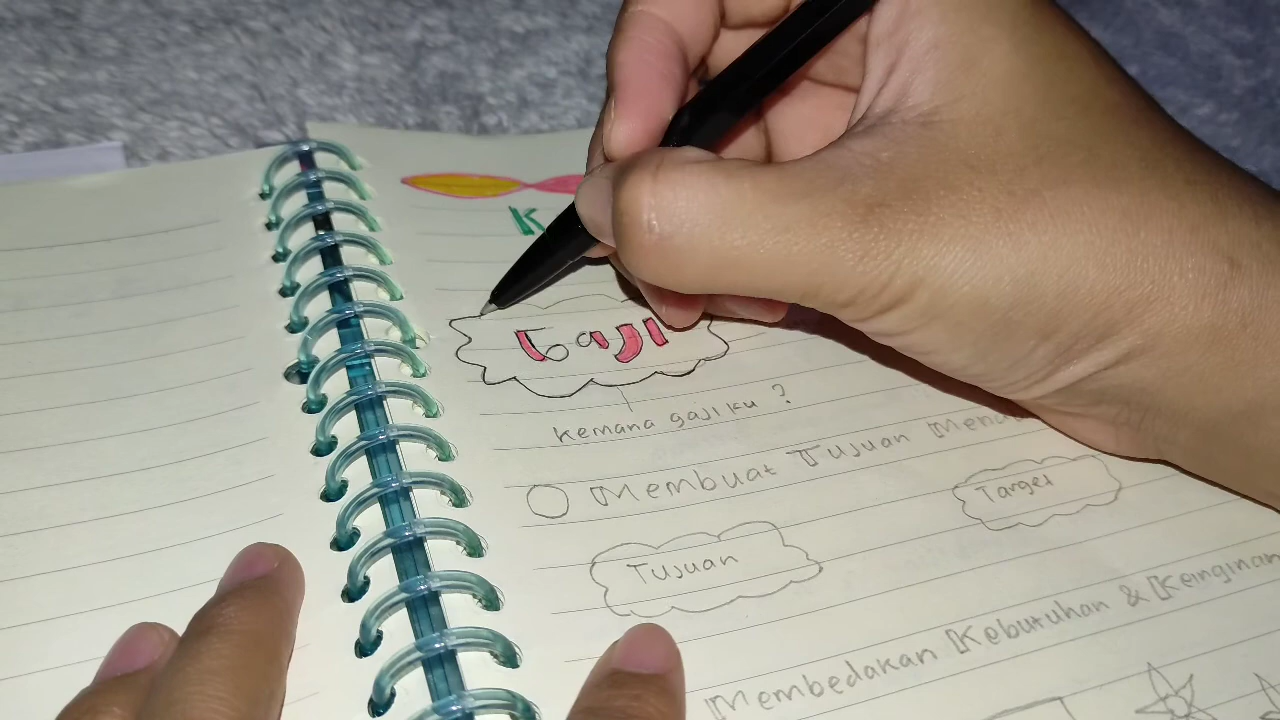 K
Gaji
Kemana gajiku ?
Membuat Tujuan
Target
Tujuan
Membedakan Kebutuhan & Keinginan